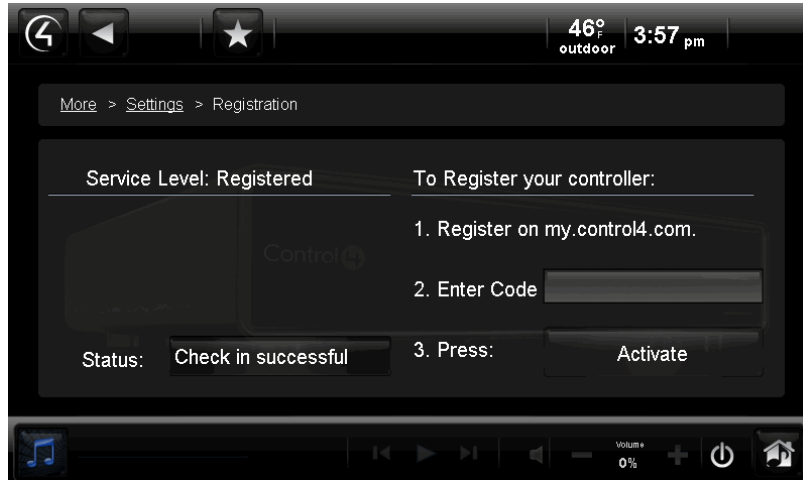 46°F
outdoor
3:57 pm
More > Settings > Registration
Service Level: Registered
To Register your controller:
1. Register on my.control4.com.
Control4
2. Enter Code
Status:
Check in successful
3. Press:
Activate
Volume
0%